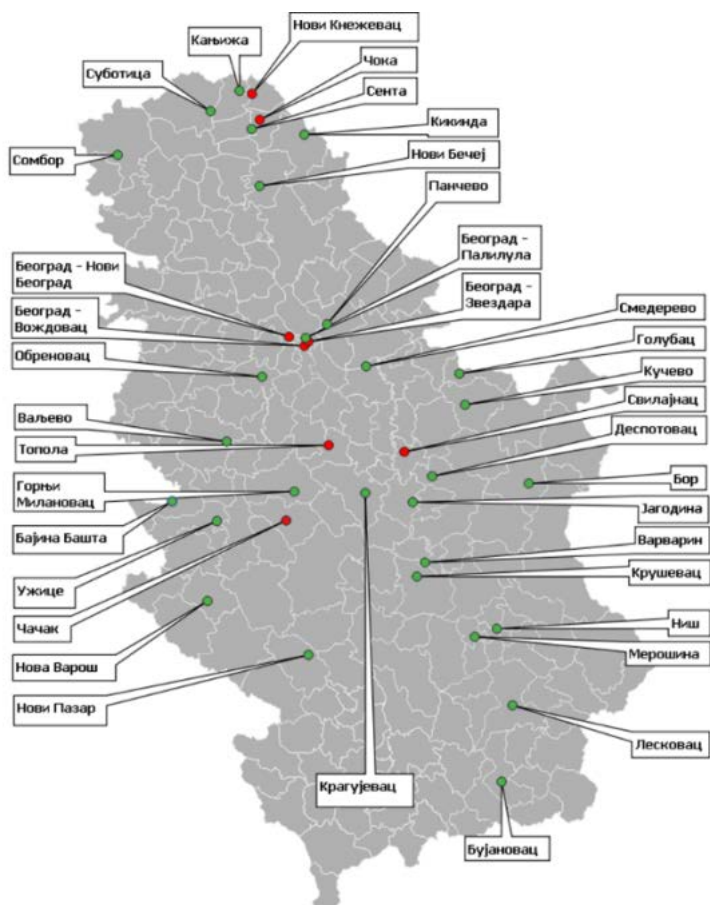 Нови Кнежевац
Кањижа
Чока
Суботица
Сента
Кикинда
Сомбор
Нови Бечеј
Панчево
Београд -
Палилула
Београд - Нови
Београд
Београд -
Звездара
Београд -
Вождовац
Смедерево
Обреновац
Голубац
Кучево
Ваљево
Свилајнац
Топола
Деспотовац
Горњи
Милановац
Бор
Јагодина
Бајина Башта
Варварин
Ужице
Крушевац
Чачак
Ниш
Нова Варош
Мерошина
Нови Пазар
Лесковац
Крагујевац
Бујановац